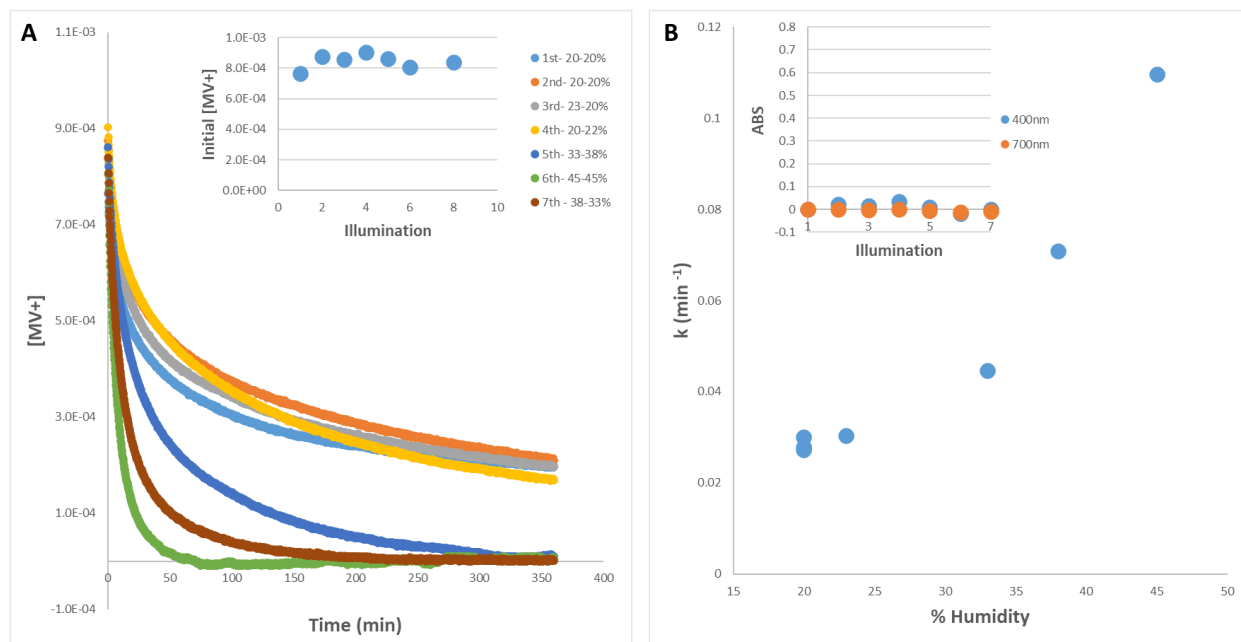 A
1.1E-03
9.0E-04
7.0E-04
5.0E-04
3.0E-04
1.0E-04
-1.0E-04
[MV+]
0
50
100
150
200
250
300
350
400
Time (min)
1.0E-03
8.0E-04
6.0E-04
4.0E-04
2.0E-04
0.0E+00
Initial [MV+]
0
2
4
6
8
10
Illumination
1st- 20-20%
2nd- 20-20%
3rd- 23-20%
4th- 20-22%
5th- 33-38%
6th- 45-45%
7th - 38-33%
B
0.12
0.1
0.08
0.06
0.04
0.02
0
k (min -1)
15
20
25
30
35
40
45
50
% Humidity
0.8
0.7
0.6
0.5
0.4
0.3
0.2
0.1
0
-0.1
ABS
1
3
5
7
Illumination
400nm
700nm